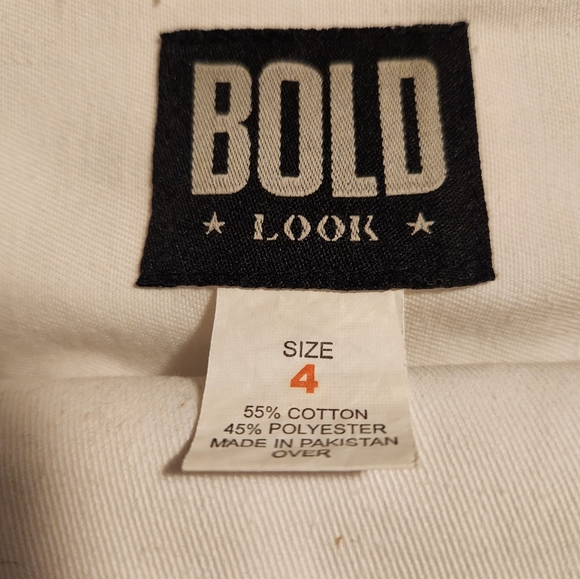 BOLD
★ LOOK ★
SIZE
4
55% COTTON
45% POLYESTER
MADE IN PAKISTAN
OVER